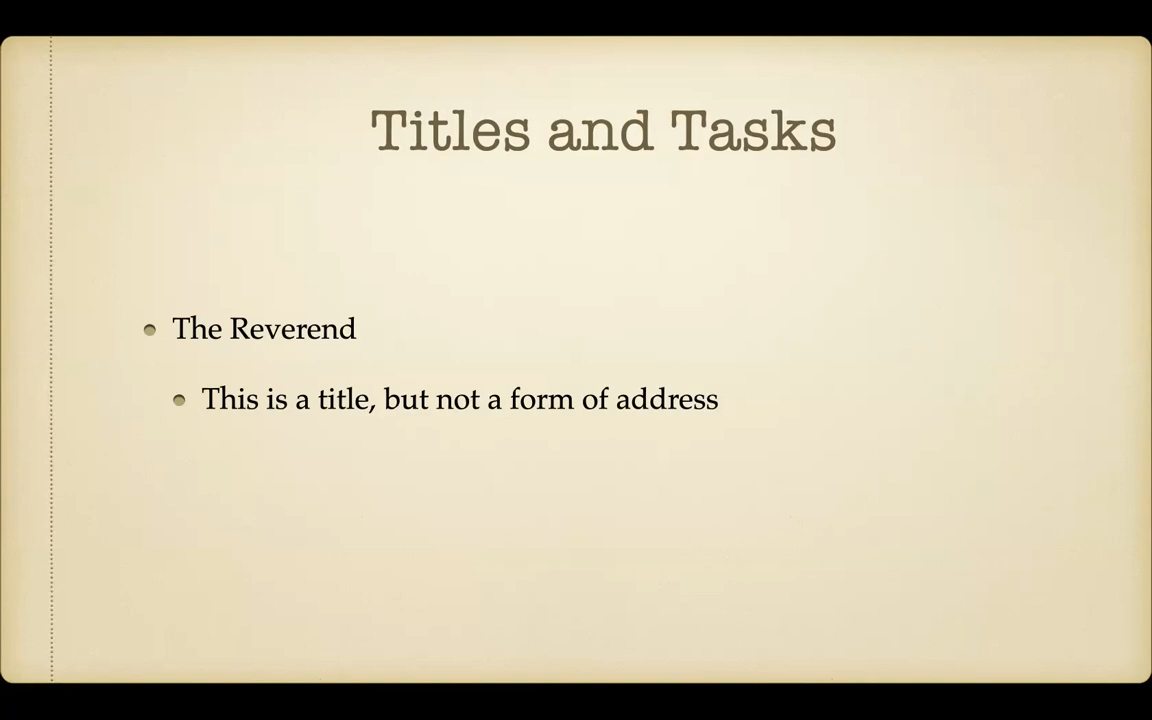 Titles and Tasks
The Reverend
This is a title, but not a form of address